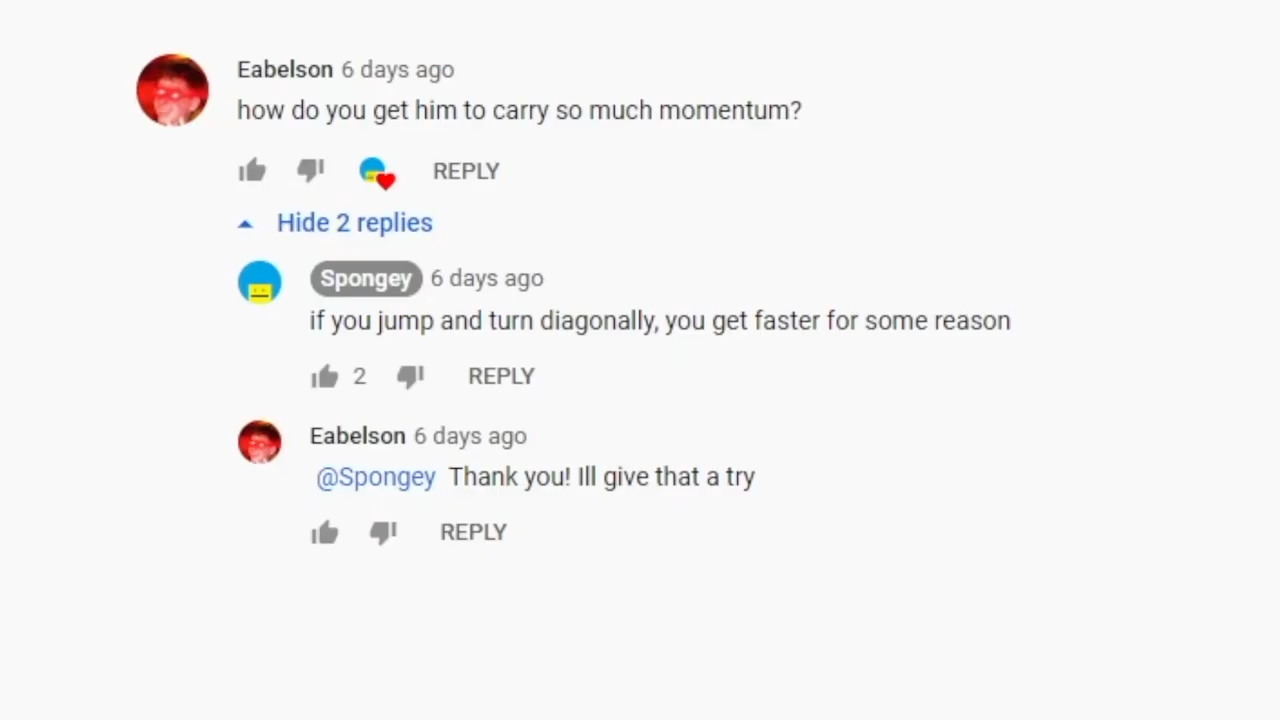 Eabelson 6 days ago
how do you get him to carry so much momentum?
REPLY
Hide 2 replies
Spongey 6 days ago
if you jump and turn diagonally, you get faster for some reason
2 REPLY
Eabelson 6 days ago
@Spongey Thank you! Ill give that a try
REPLY